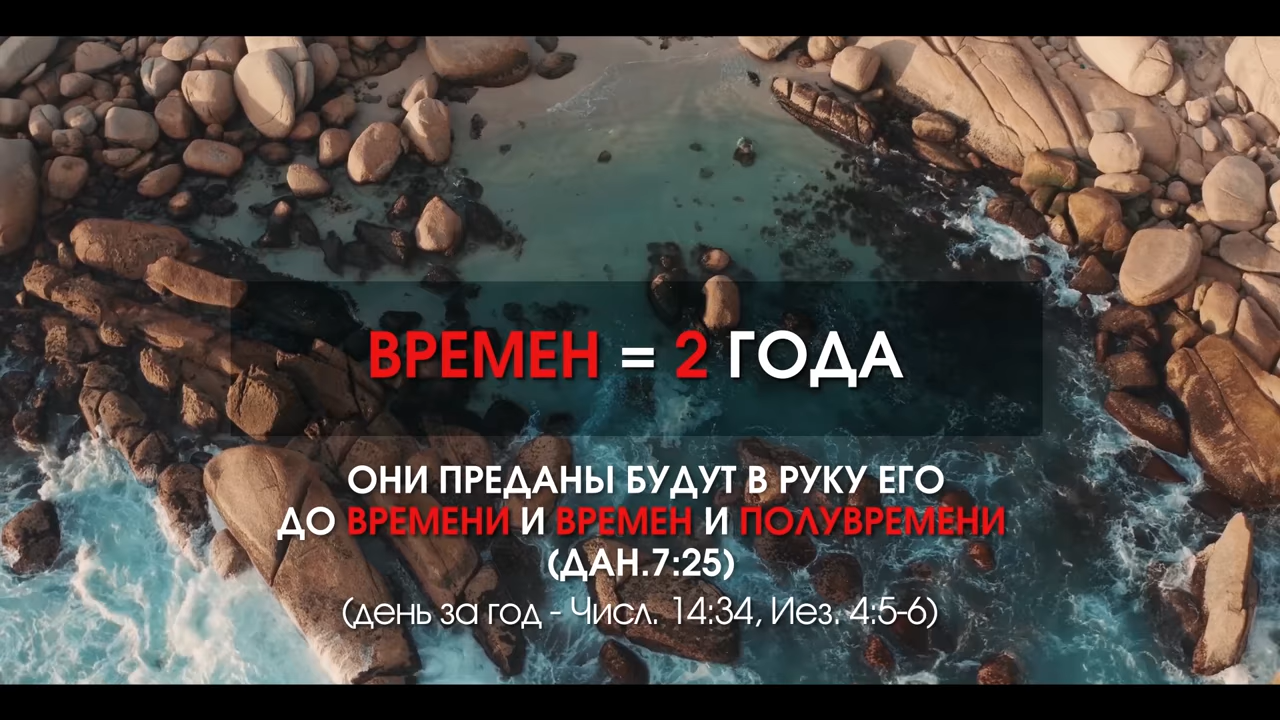 ВРЕМЕН = 2 ГОДА
ОНИ ПРЕДАНЫ БУДУТ В РУКУ ЕГО
ДО ВРЕМЕНИ И ВРЕМЕН И ПОЛУВРЕМЕНИ
(ДАН.7:25)
(день за год - Числ. 14:34, Иез. 4:5-6)